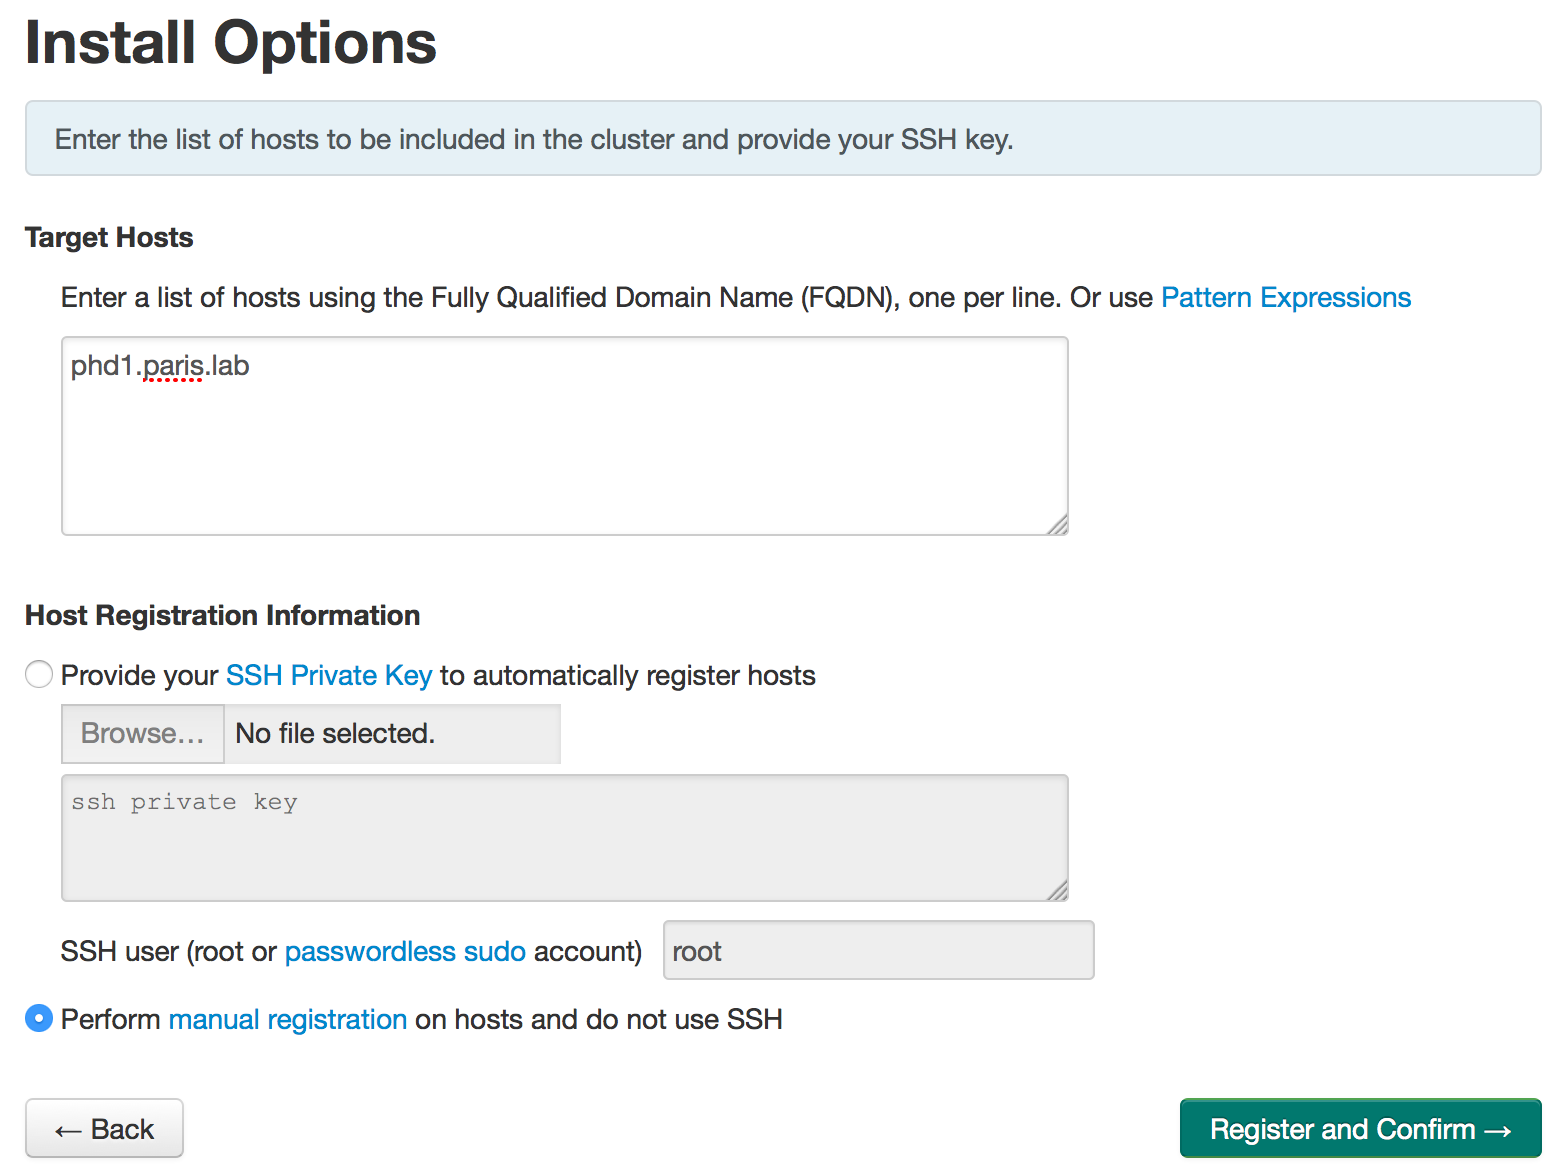 Install Options
Enter the list of hosts to be included in the cluster and provide your SSH key.
Target Hosts
Enter a list of hosts using the Fully Qualified Domain Name (FQDN), one per line. Or use Pattern Expressions
phd1.paris.lab
Host Registration Information
Provide your SSH Private Key to automatically register hosts
Browse... No file selected.
ssh private key
SSH user (root or passwordless sudo account) root
Perform manual registration on hosts and do not use SSH
← Back Register and Confirm →